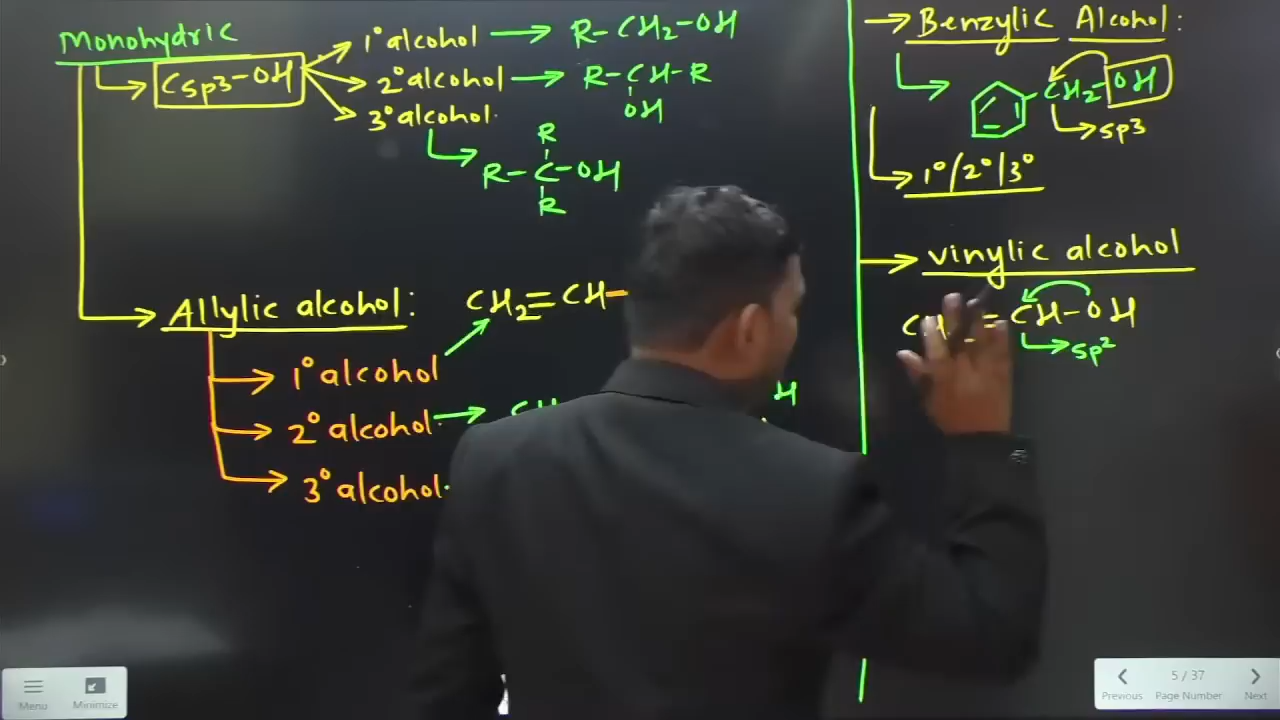 Monohydric
Csp3-OH
1° alcohol → R-CH2-OH
2° alcohol → R-CH-R
OH
3° alcohol.
R
R-C-OH
R
Allylic alcohol:
CH2=CH-
1° alcohol
2° alcohol.
H
3° alcohol.
→ Benzylic Alcohol:
CH2-OH
sp3
1°/2°/3°
→ vinylic alcohol
=CH-OH
sp2
Menu
Minimize
Previous
5 / 37
Page Number
Next